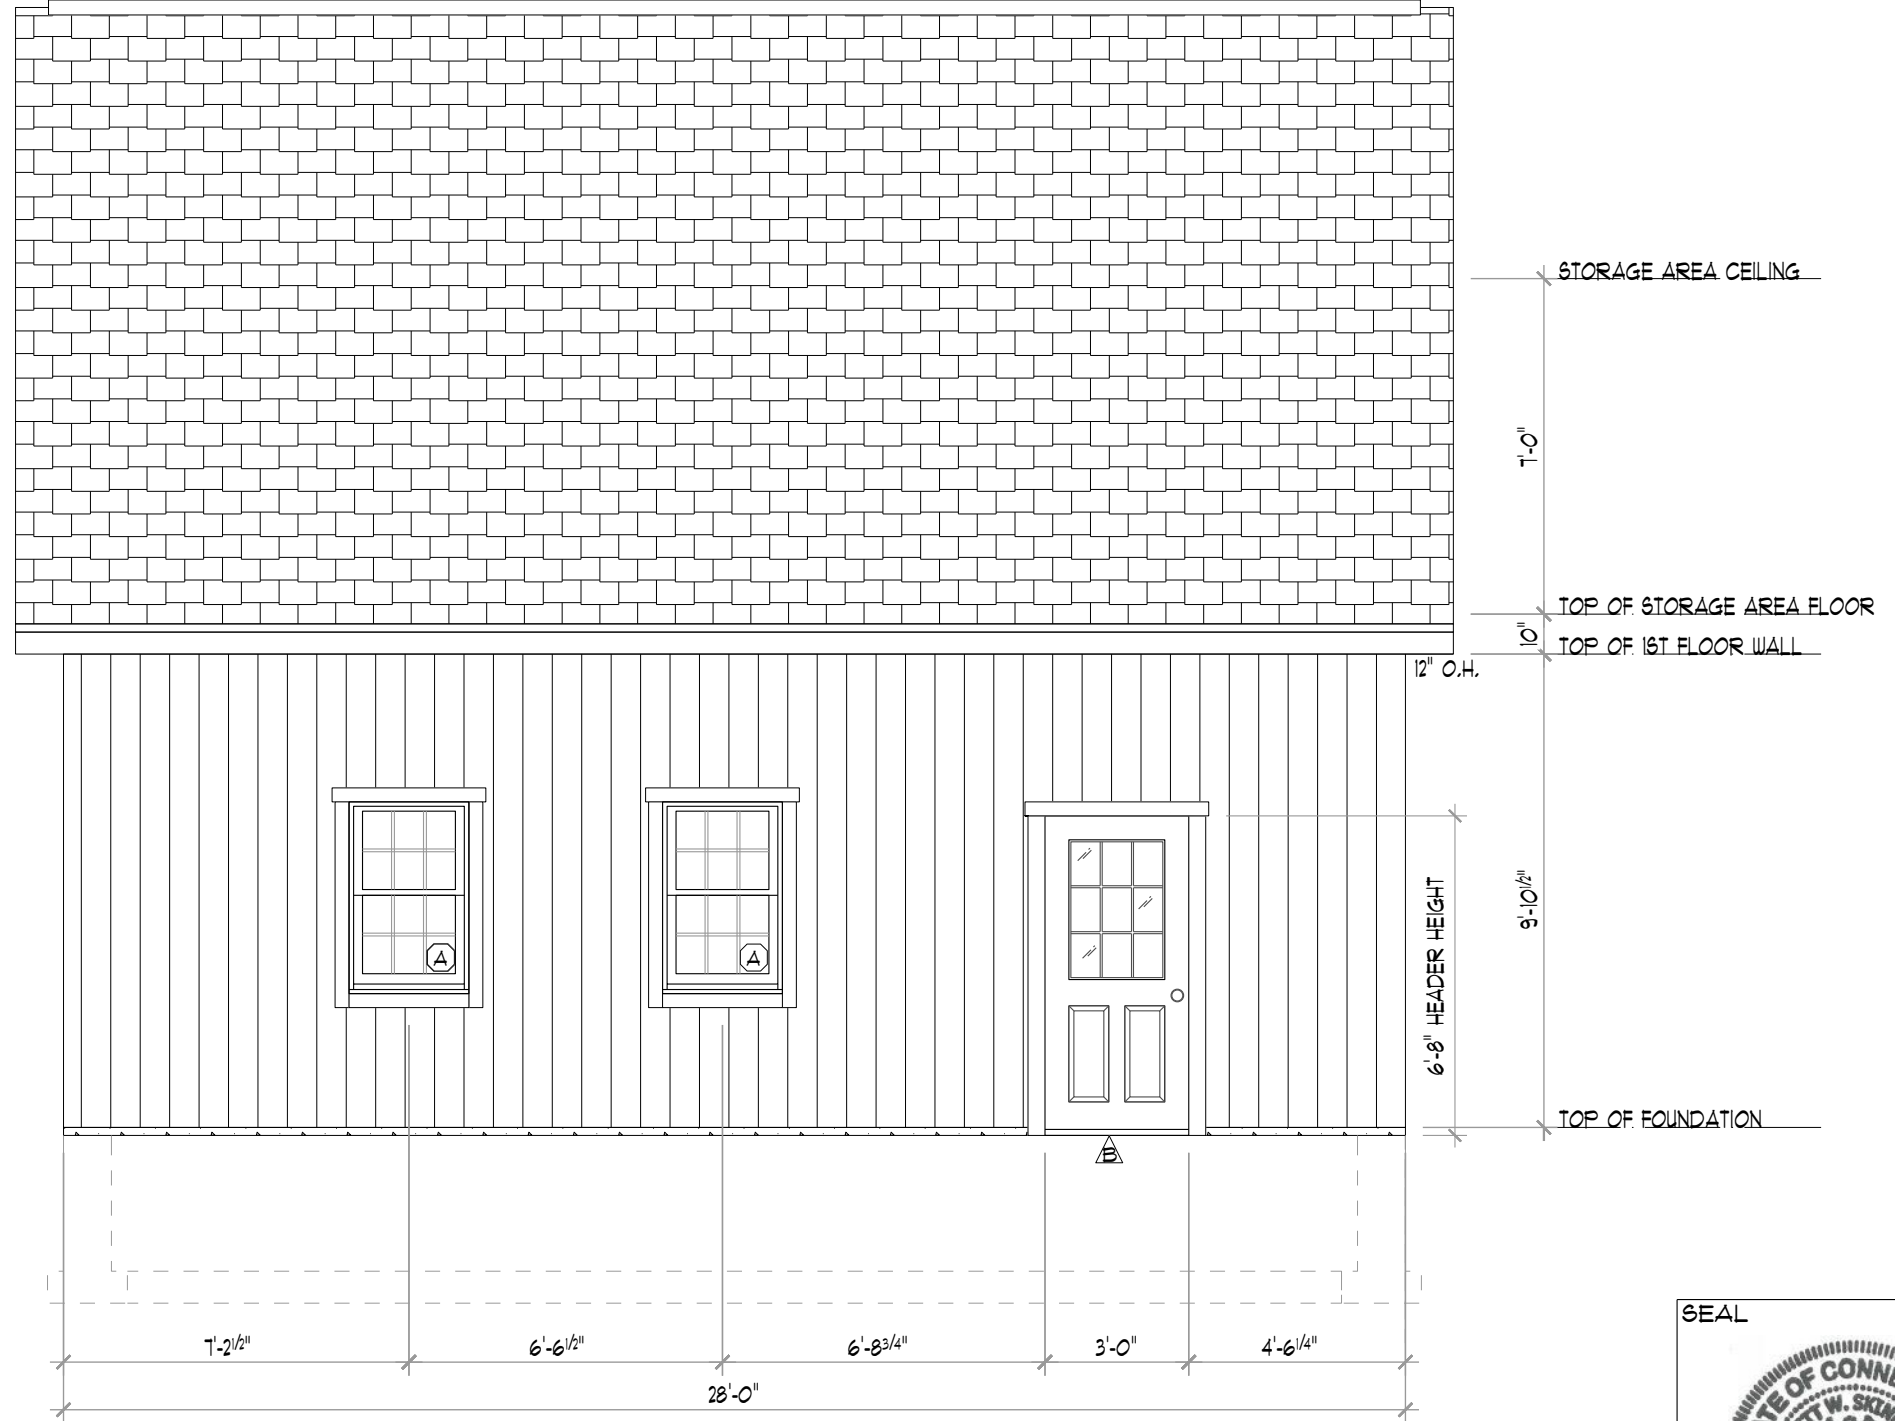 STORAGE AREA CEILING
7'-0"
TOP OF STORAGE AREA FLOOR
10"
TOP OF 1ST FLOOR WALL
12" O.H.
A
A
6'-8" HEADER HEIGHT
9'-10 1/2"
TOP OF FOUNDATION
B
7'-2 1/2" 6'-6 1/2" 6'-8 3/4" 3'-0" 4'-6 1/4"
28'-0"
SEAL
OF CONNE
W. SKIN